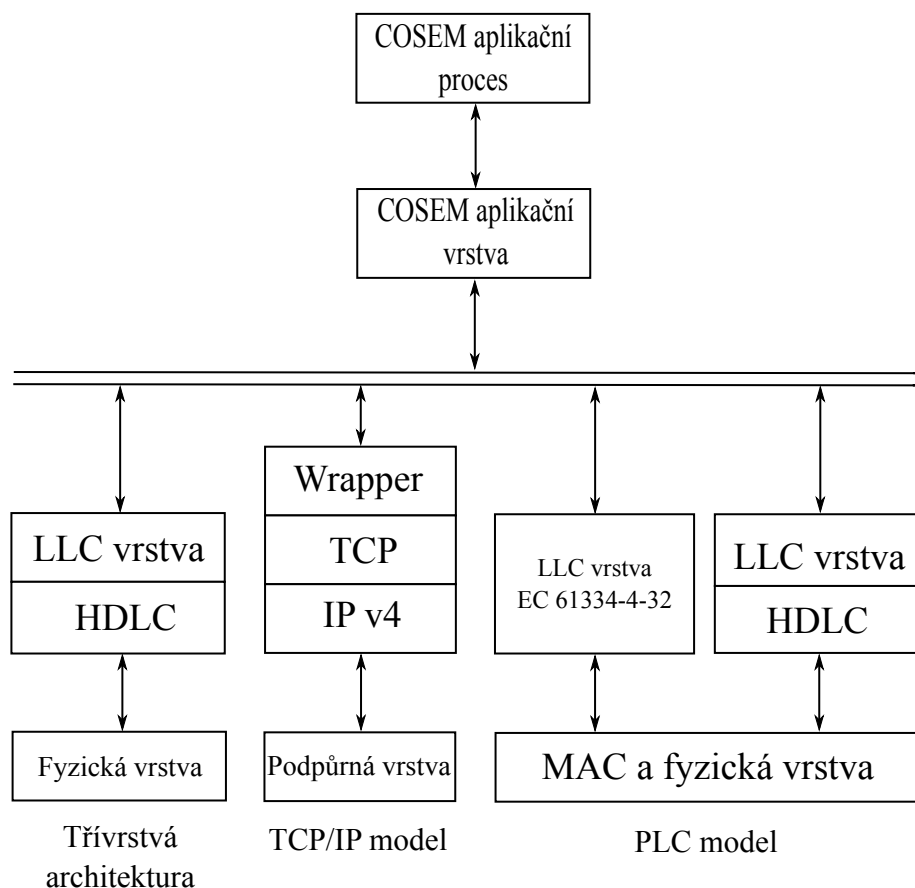 COSEM aplikační
proces
COSEM aplikační
vrstva
Wrapper
TCP
IP v4
LLC vrstva
HDLC
LLC vrstva
EC 61334-4-32
LLC vrstva
HDLC
Fyzická vrstva
Podpůrná vrstva
MAC a fyzická vrstva
Třívrstvá
architektura
TCP/IP model
PLC model